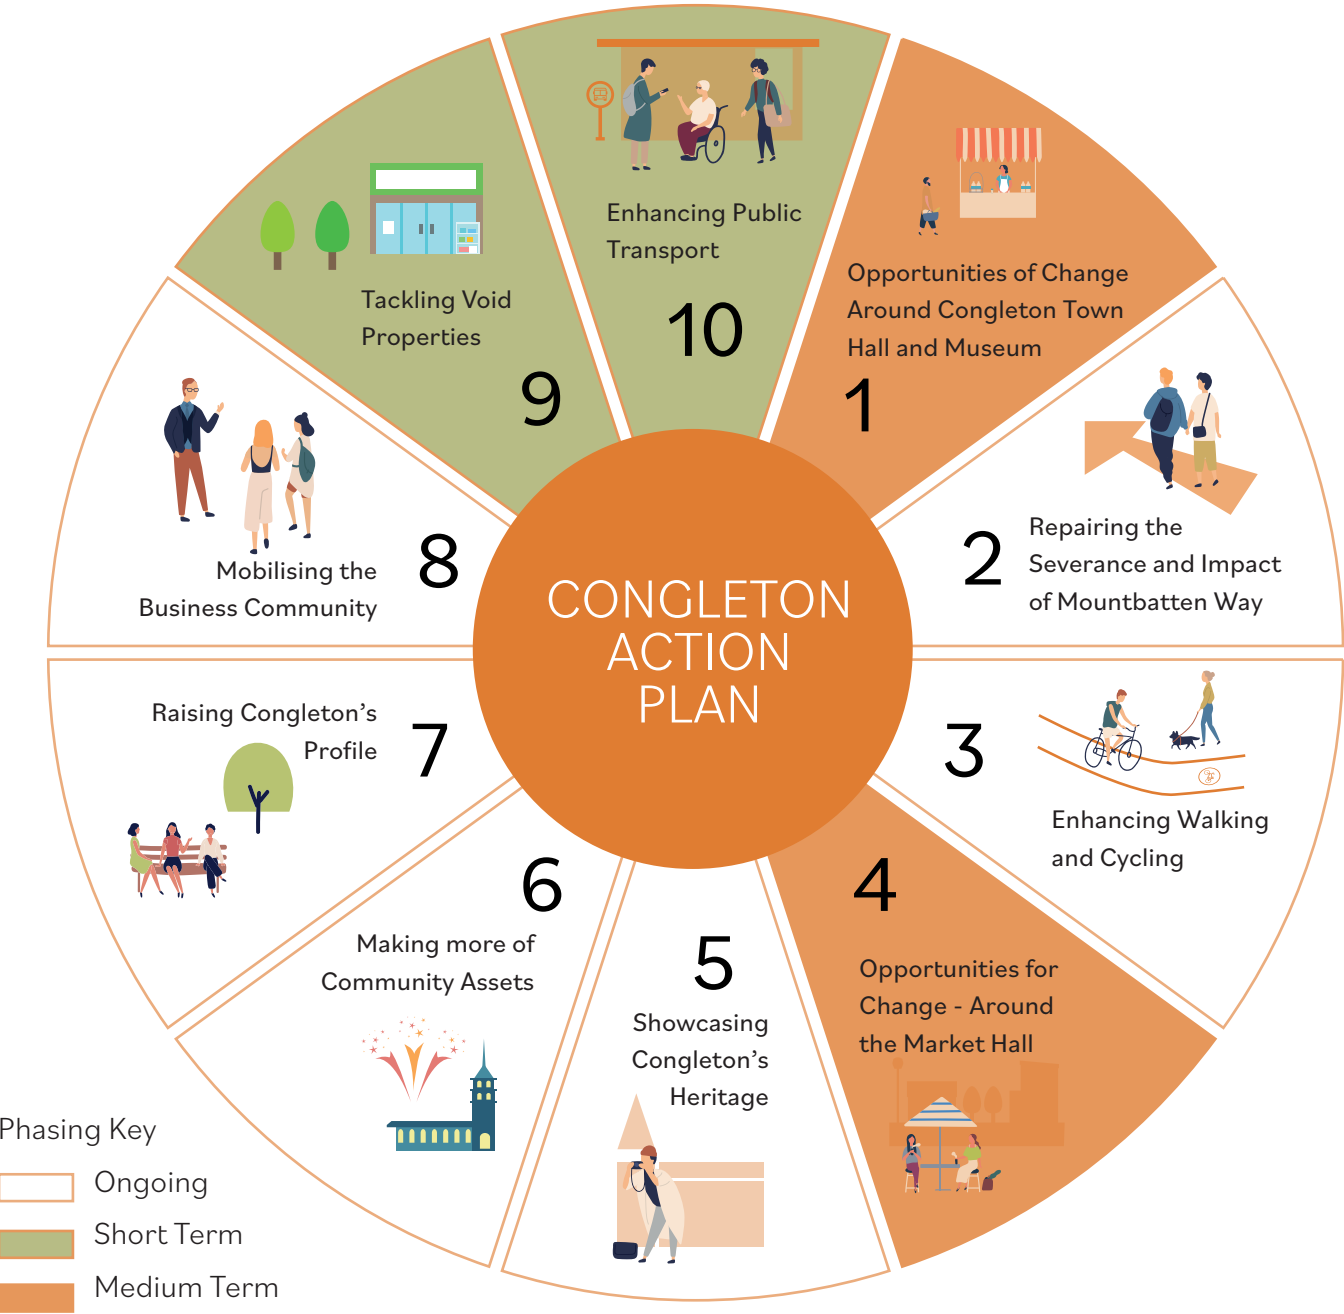 CONGLETON
ACTION
PLAN
Opportunities of Change
Around Congleton Town
Hall and Museum
1
2
Repairing the
Severance and Impact
of Mountbatten Way
3
Enhancing Walking
and Cycling
4
Opportunities for
Change - Around
the Market Hall
5
Showcasing
Congleton’s
Heritage
6
Making more of
Community Assets
Raising Congleton’s
Profile
7
8
Mobilising the
Business Community
Tackling Void
Properties
9
Enhancing Public
Transport
10
Phasing Key
Ongoing
Short Term
Medium Term